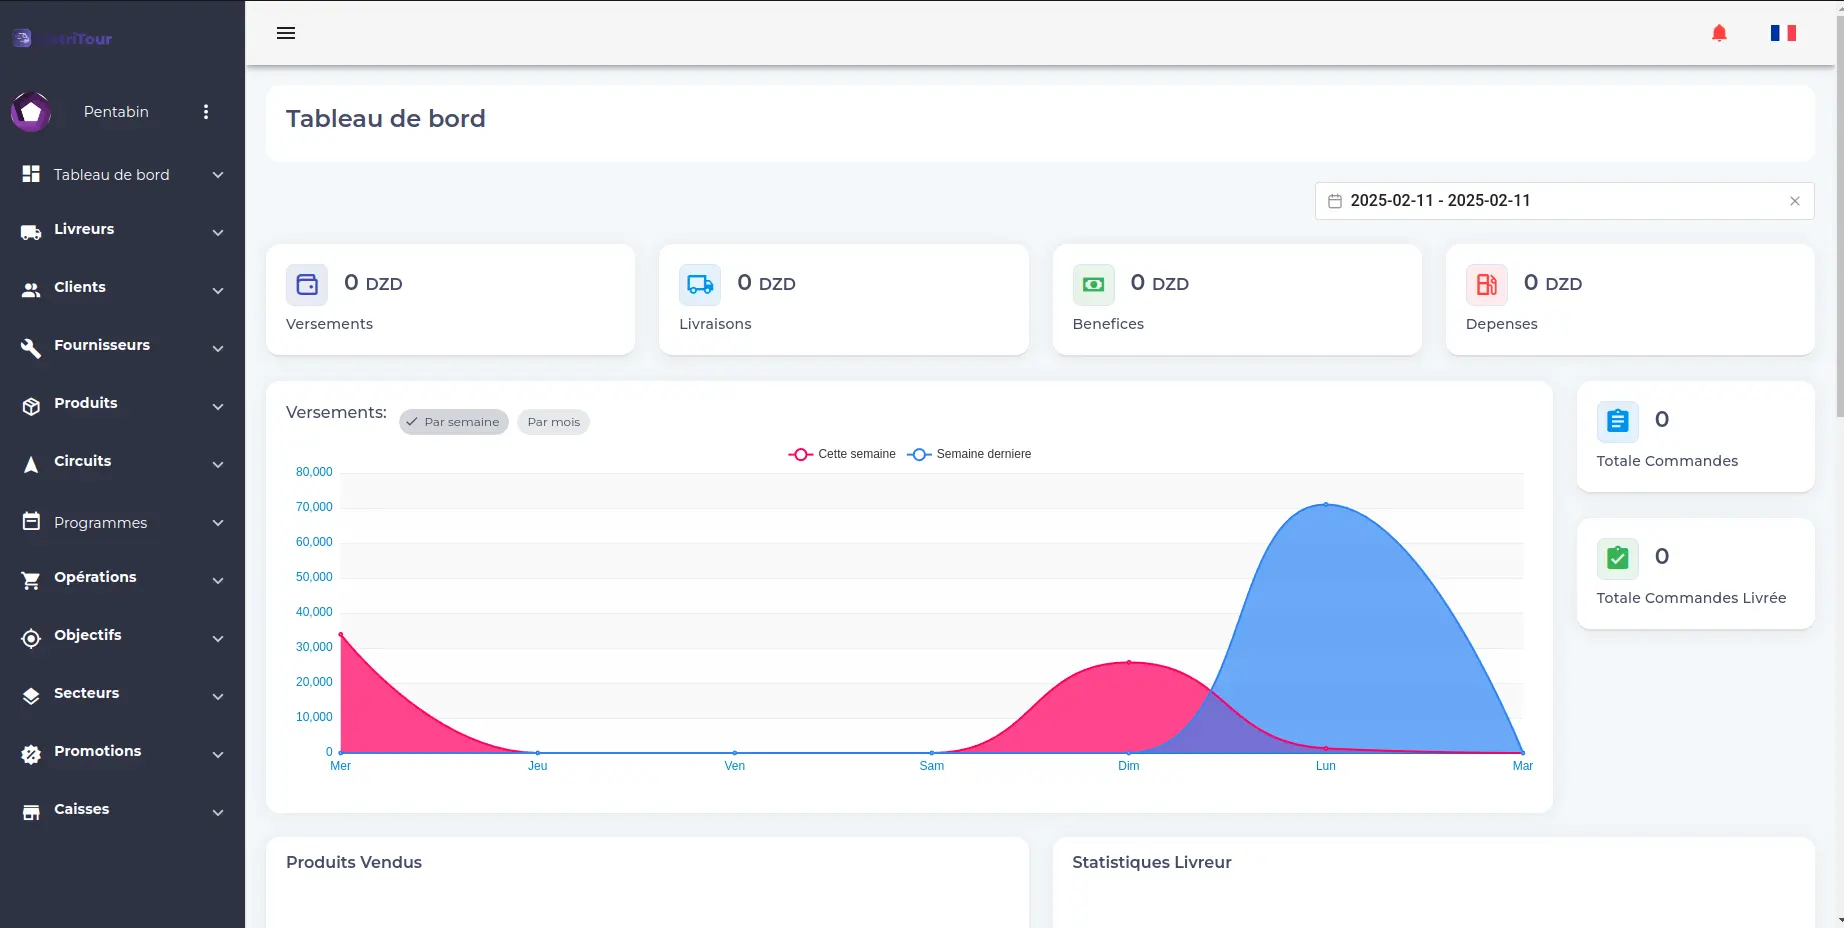 Pentabin
Tableau de bord
Livreurs
Clients
Fournisseurs
Produits
Circuits
Programmes
Opérations
Objectifs
Secteurs
Promotions
Caisses
Tableau de bord
2025-02-11 - 2025-02-11
0 DZD
Versements
0 DZD
Livraisons
0 DZD
Benefices
0 DZD
Depenses
Versements:
Par semaine
Par mois
Cette semaine
Semaine derniere
80,000
70,000
60,000
50,000
40,000
30,000
20,000
10,000
0
Mer
Jeu
Ven
Sam
Dim
Lun
Mar
0
Totale Commandes
0
Totale Commandes Livrée
Produits Vendus
Statistiques Livreur